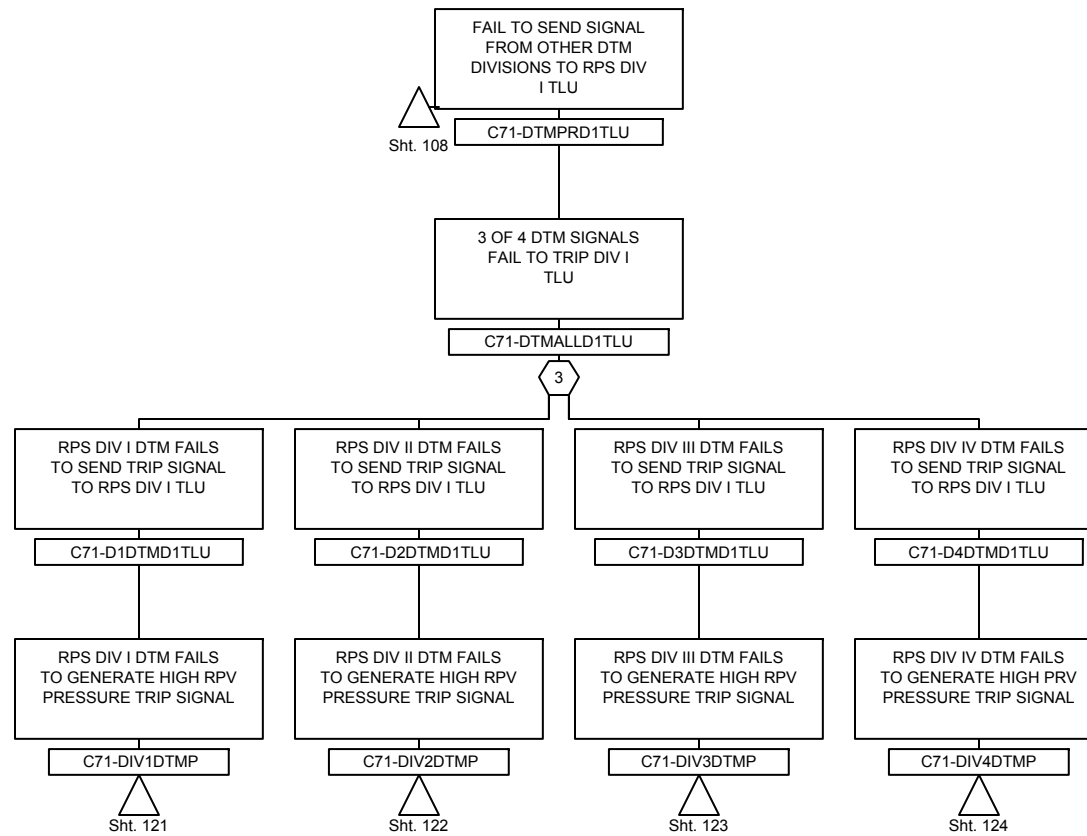 FAIL TO SEND SIGNAL
FROM OTHER DTM
DIVISIONS TO RPS DIV
I TLU
C71-DTMPRD1TLU
Sht. 108
3 OF 4 DTM SIGNALS
FAIL TO TRIP DIV I
TLU
C71-DTMALLD1TLU
3
RPS DIV I DTM FAILS
TO SEND TRIP SIGNAL
TO RPS DIV I TLU
C71-D1DTMD1TLU
RPS DIV II DTM FAILS
TO SEND TRIP SIGNAL
TO RPS DIV I TLU
C71-D2DTMD1TLU
RPS DIV III DTM FAILS
TO SEND TRIP SIGNAL
TO RPS DIV I TLU
C71-D3DTMD1TLU
RPS DIV IV DTM FAILS
TO SEND TRIP SIGNAL
TO RPS DIV I TLU
C71-D4DTMD1TLU
RPS DIV I DTM FAILS
TO GENERATE HIGH RPV
PRESSURE TRIP SIGNAL
C71-DIV1DTMP
Sht. 121
RPS DIV II DTM FAILS
TO GENERATE HIGH RPV
PRESSURE TRIP SIGNAL
C71-DIV2DTMP
Sht. 122
RPS DIV III DTM FAILS
TO GENERATE HIGH RPV
PRESSURE TRIP SIGNAL
C71-DIV3DTMP
Sht. 123
RPS DIV IV DTM FAILS
TO GENERATE HIGH PRV
PRESSURE TRIP SIGNAL
C71-DIV4DTMP
Sht. 124